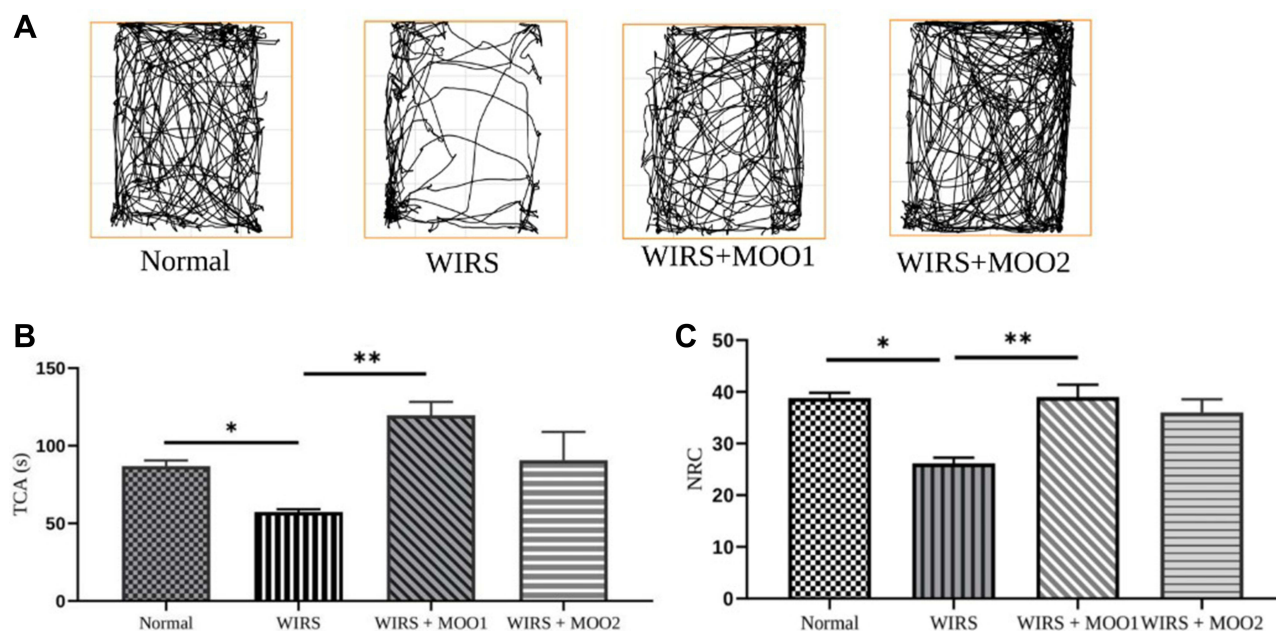 A
Normal
WIRS
WIRS+MOO1
WIRS+MOO2
B
TCA (s)
150
100
50
0
*
**
Normal
WIRS
WIRS + MOO1
WIRS + MOO2
C
NRC
50
40
30
20
10
0
*
**
Normal
WIRS
WIRS + MOO1
WIRS + MOO2